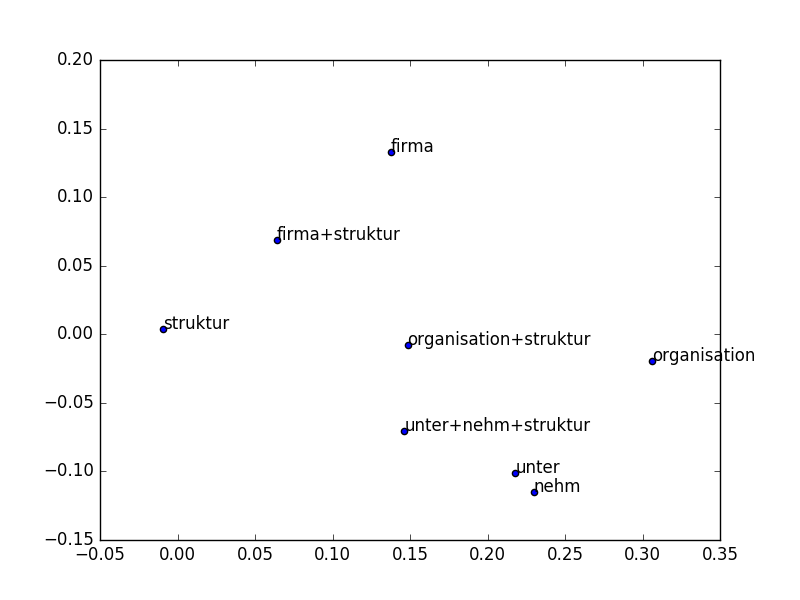 0.20
0.15
firma
0.10
firma+struktur
0.05
struktur
0.00
organisation+struktur
organisation
−0.05
unter+nehm+struktur
−0.10
unter
nehm
−0.15
−0.05 0.00 0.05 0.10 0.15 0.20 0.25 0.30 0.35